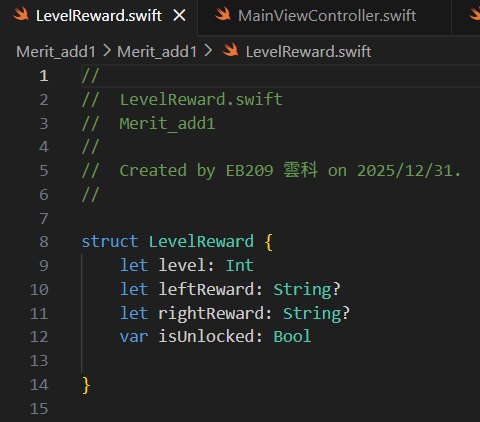 LevelReward.swift
MainViewController.swift
Merit_add1 > Merit_add1 > LevelReward.swift
1 //
2 //  LevelReward.swift
3 //  Merit_add1
4 //
5 //  Created by EB209 雲科 on 2025/12/31.
6 //
7
8 struct LevelReward {
9     let level: Int
10     let leftReward: String?
11     let rightReward: String?
12     var isUnlocked: Bool
13
14 }
15